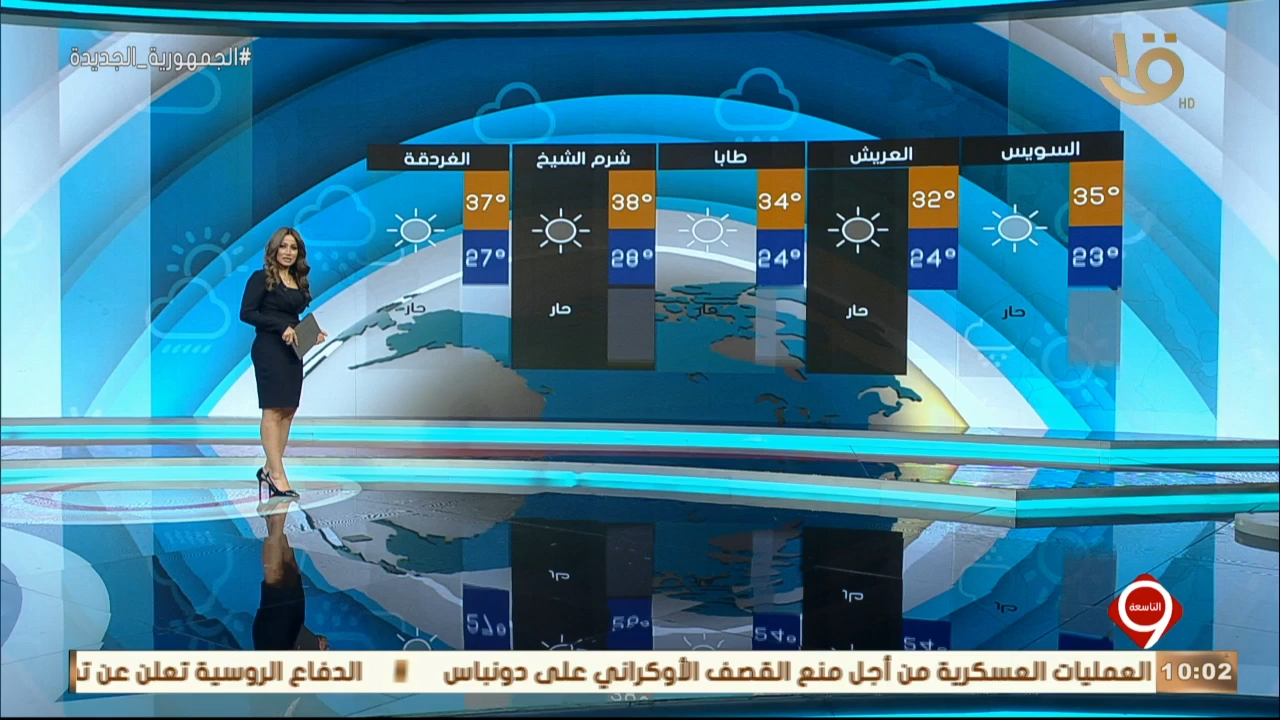 #الجمهورية_الجديدة
HD
السويس
العريش
طابا
شرم الشيخ
الغردقة
35°
32°
34°
38°
37°
23°
24°
24°
28°
27°
حار
حار
حار
حار
حار
التاسعة
9
10:02
العمليات العسكرية من أجل منع القصف الأوكراني على دونباس
الدفاع الروسية تعلن عن